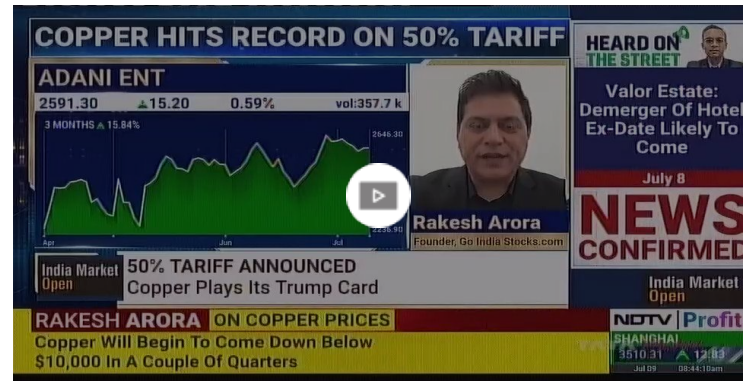 COPPER HITS RECORD ON 50% TARIFF
ADANI ENT
2591.30 ▲15.20 0.59% vol:357.7 k
3 MONTHS ▲ 15.84%
2646.30
2236.90
Apr Jun Jul
Rakesh Arora
Founder, Go India Stocks.com
India Market
Open
50% TARIFF ANNOUNCED
Copper Plays Its Trump Card
RAKESH ARORA ON COPPER PRICES
Copper Will Begin To Come Down Below
$10,000 In A Couple Of Quarters
HEARD ON
THE STREET
Valor Estate:
Demerger Of Hotel
Ex-Date Likely To
Come
July 8
NEWS
CONFIRMED
India Market
Open
NDTV Profit
SHANGHAI
3510.31 ▲ 12.83
Jul 09 08:44:10am